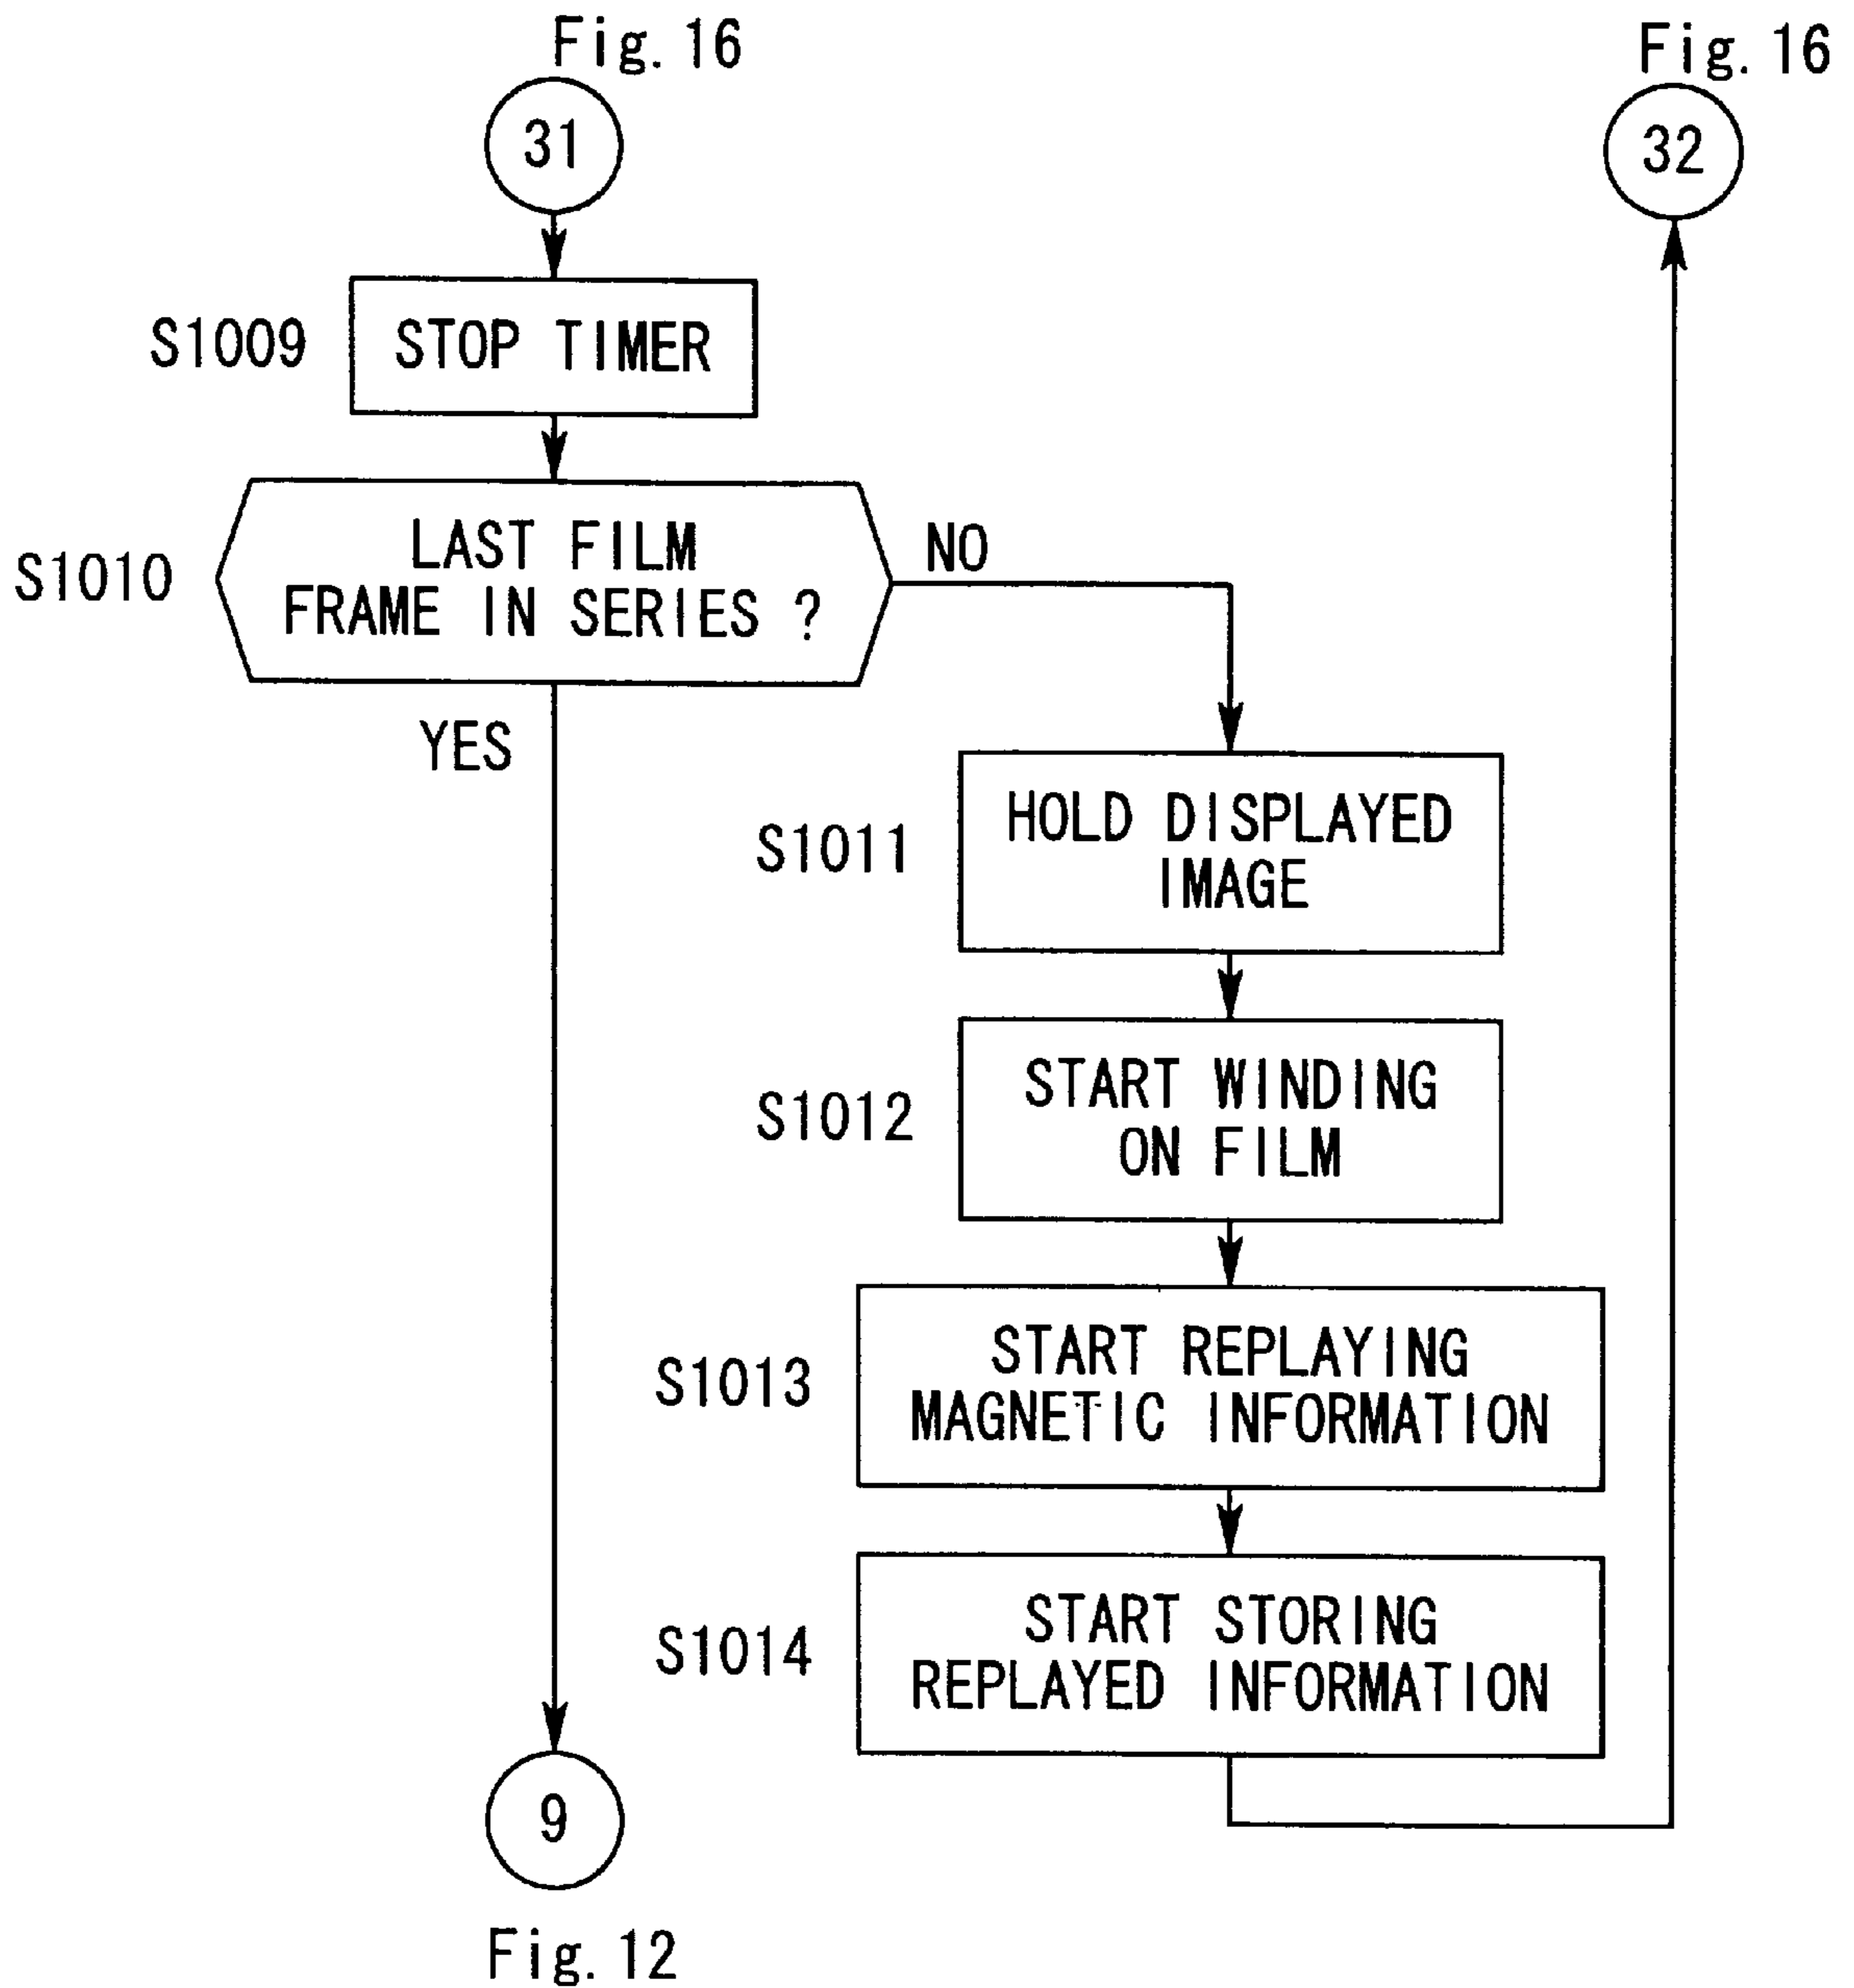 Fig. 16
31
S1009
STOP TIMER
S1010
LAST FILM
FRAME IN SERIES ?
NO
YES
S1011
HOLD DISPLAYED
IMAGE
S1012
START WINDING
ON FILM
S1013
START REPLAYING
MAGNETIC INFORMATION
S1014
START STORING
REPLAYED INFORMATION
Fig. 16
32
9
Fig. 12